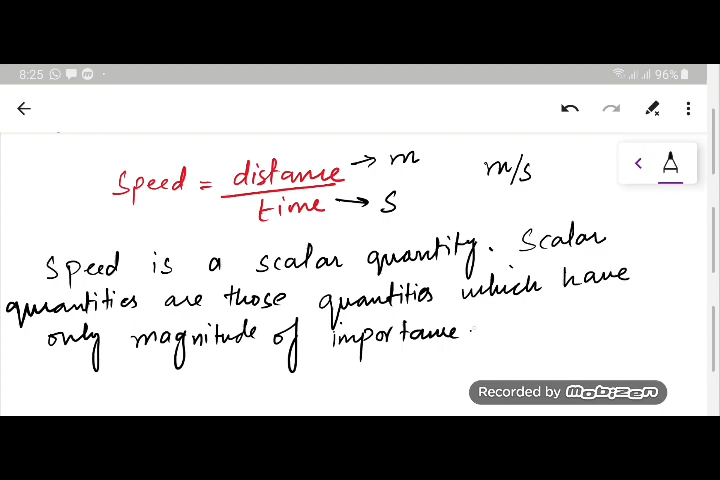 8:25 96%
Speed = distance → m
time → s
m/s
Speed is a scalar quantity. Scalar
quantities are those quantities which have
only magnitude of importance.
Recorded by Mobizen